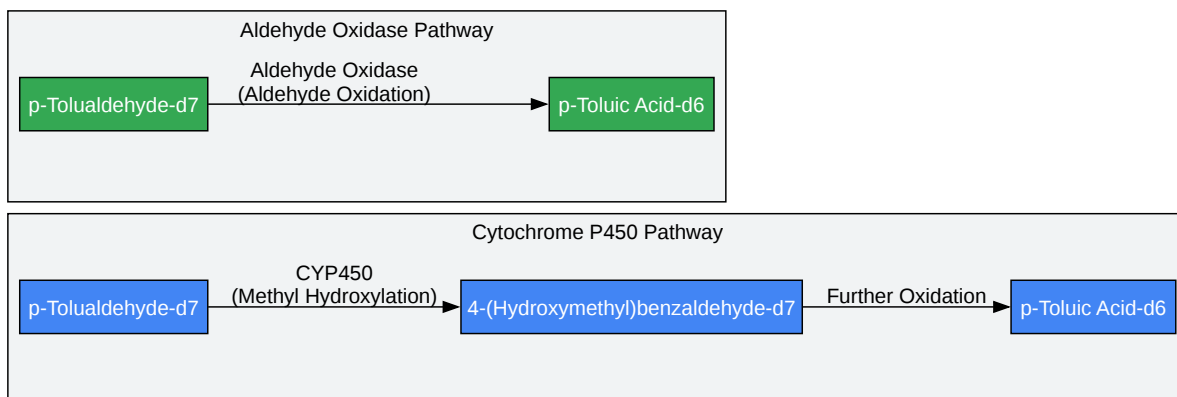 Aldehyde Oxidase Pathway
p-Tolualdehyde-d7
Aldehyde Oxidase
(Aldehyde Oxidation)
p-Toluic Acid-d6
Cytochrome P450 Pathway
p-Tolualdehyde-d7
CYP450
(Methyl Hydroxylation)
4-(Hydroxymethyl)benzaldehyde-d7
Further Oxidation
p-Toluic Acid-d6